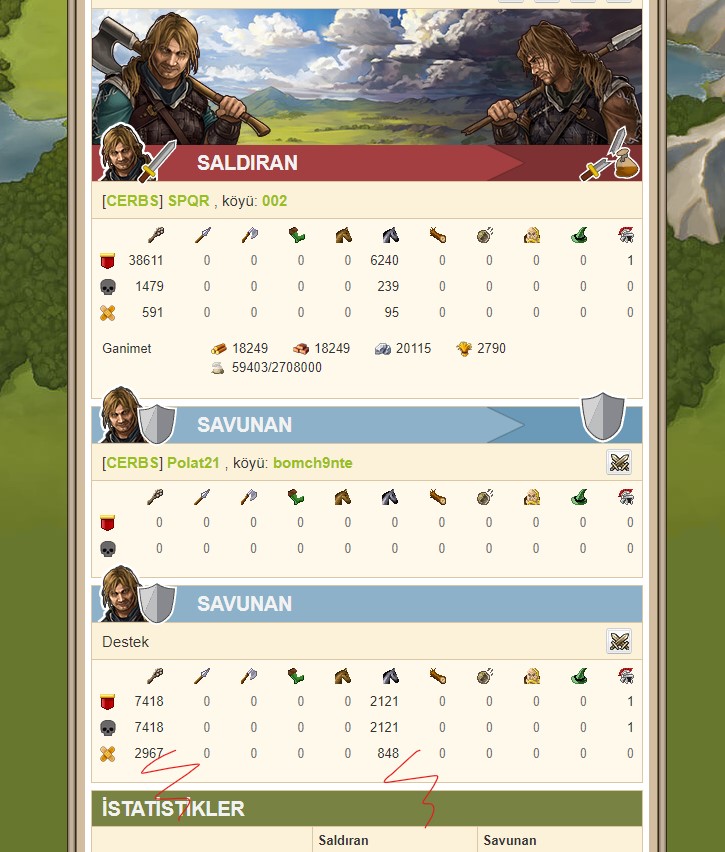 SALDIRAN
[CERBS] SPQR , köyü: 002
38611 0 0 0 0 6240 0 0 0 0 1
1479 0 0 0 0 239 0 0 0 0 0
591 0 0 0 0 95 0 0 0 0 0
Ganimet 18249 18249 20115 2790
59403/2708000
SAVUNAN
[CERBS] Polat21 , köyü: bomch9nte
0 0 0 0 0 0 0 0 0 0 0
0 0 0 0 0 0 0 0 0 0 0
SAVUNAN
Destek
7418 0 0 0 0 2121 0 0 0 0 1
7418 0 0 0 0 2121 0 0 0 0 1
2967 0 0 0 0 848 0 0 0 0 0
İSTATİSTİKLER
Saldıran Savunan